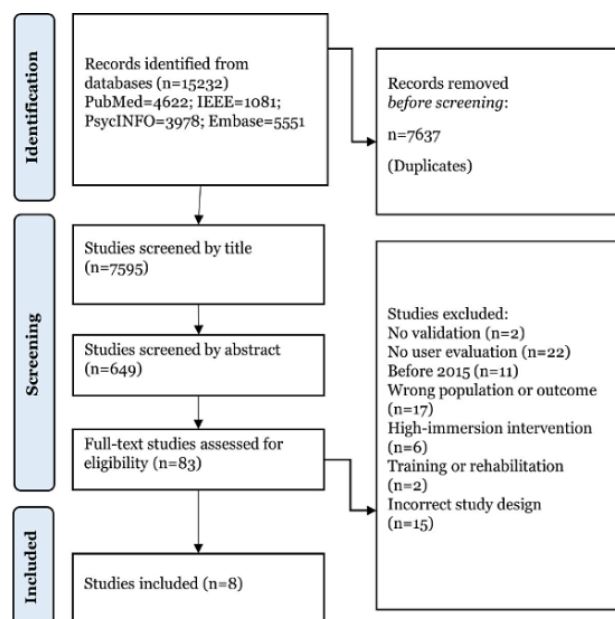 Identification
Records identified from
databases (n=15232)
PubMed=4622; IEEE=1081;
PsycINFO=3978; Embase=5551
Records removed
before screening:
n=7637
(Duplicates)
Screening
Studies screened by title
(n=7595)
Studies screened by abstract
(n=649)
Full-text studies assessed for
eligibility (n=83)
Studies excluded:
No validation (n=2)
No user evaluation (n=22)
Before 2015 (n=11)
Wrong population or outcome
(n=17)
High-immersion intervention
(n=6)
Training or rehabilitation
(n=2)
Incorrect study design
(n=15)
Included
Studies included (n=8)